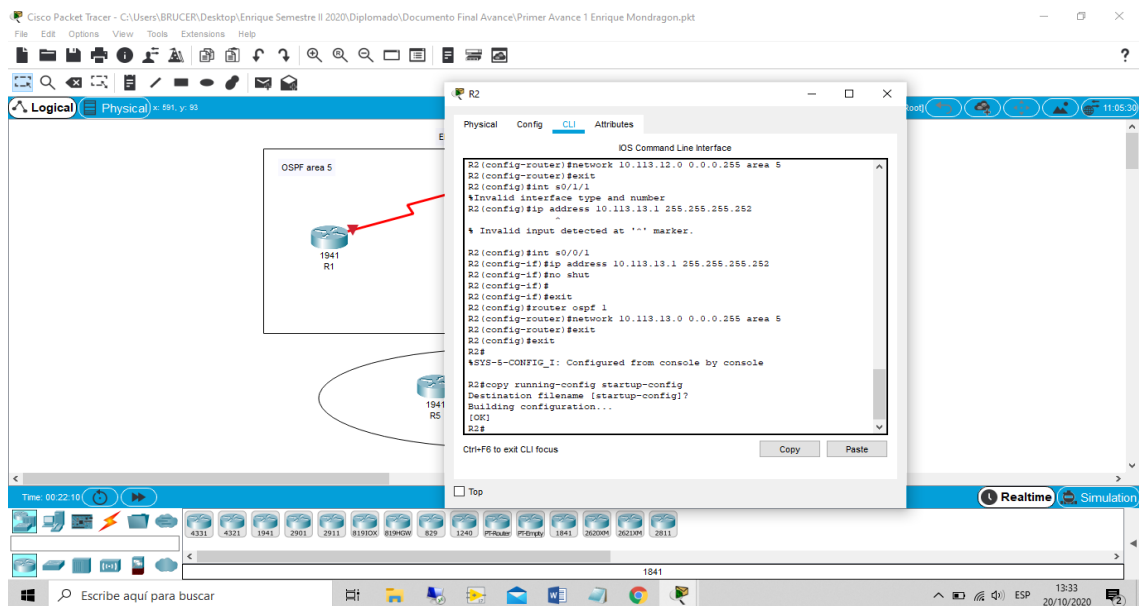 Cisco Packet Tracer - C:\Users\BRUCER\Desktop\Enrique Semestre II 2020\Diplomado\Documento Final Avance\Primer Avance 1 Enrique Mondragon.pkt
File Edit Options View Tools Extensions Help
?
Logical Physical x: 591, y: 93
Root] 11:05:30
E
OSPF area 5
1941
R1
1941
R5
R2
Physical Config CLI Attributes
IOS Command Line Interface
R2(config-router)#network 10.113.12.0 0.0.0.255 area 5
R2(config-router)#exit
R2(config)#int s0/1/1
%Invalid interface type and number
R2(config)#ip address 10.113.13.1 255.255.255.252
^
% Invalid input detected at '^' marker.
R2(config)#int s0/0/1
R2(config-if)#ip address 10.113.13.1 255.255.255.252
R2(config-if)#no shut
R2(config-if)#
R2(config-if)#exit
R2(config)#router ospf 1
R2(config-router)#network 10.113.13.0 0.0.0.255 area 5
R2(config-router)#exit
R2(config)#exit
R2#
%SYS-5-CONFIG_I: Configured from console by console
R2#copy running-config startup-config
Destination filename [startup-config]?
Building configuration...
[OK]
R2#
Ctrl+F6 to exit CLI focus
Copy Paste
Top
Time: 00:22:10
Realtime Simulation
4331 4321 1941 2901 2911 819IOX 819HGW 829 1240 PT-Router PT-Empty 1841 2620XM 2621XM 2811
1841
Escribe aquí para buscar
ESP
13:33
20/10/2020
2